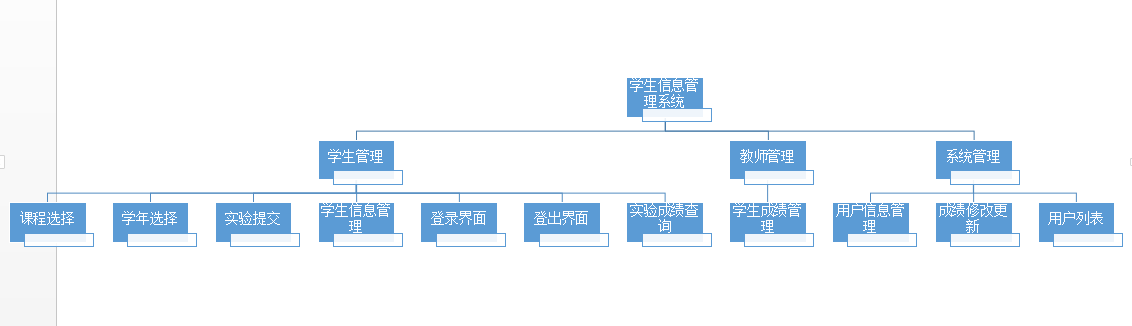 学生信息管
理系统
学生管理
教师管理
系统管理
课程选择
学年选择
实验提交
学生信息管
理
登录界面
登出界面
实验成绩查
询
学生成绩管
理
用户信息管
理
成绩修改更
新
用户列表